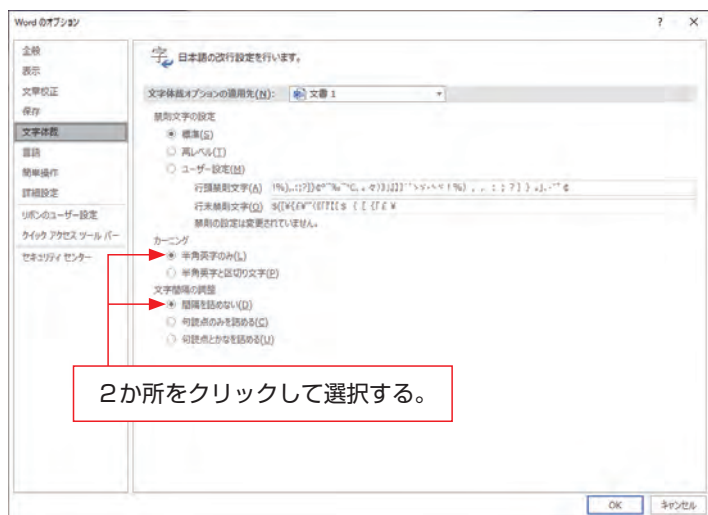 Word のオプション
? ×
全般
表示
文章校正
保存
文字体裁
言語
簡単操作
詳細設定
リボンのユーザー設定
クイック アクセス ツール バー
セキュリティ センター
日本語の改行設定を行います。
文字体裁オプションの適用先(N): 文書 1
禁則文字の設定
標準(S)
高レベル(T)
ユーザー設定(M)
行頭禁則文字(A)
行末禁則文字(O)
禁則の設定は変更されていません。
カーニング
半角英字のみ(L)
半角英字と区切り文字(P)
文字間隔の調整
間隔を詰めない(D)
句読点のみを詰める(C)
句読点とかなを詰める(U)
2か所をクリックして選択する。
OK キャンセル